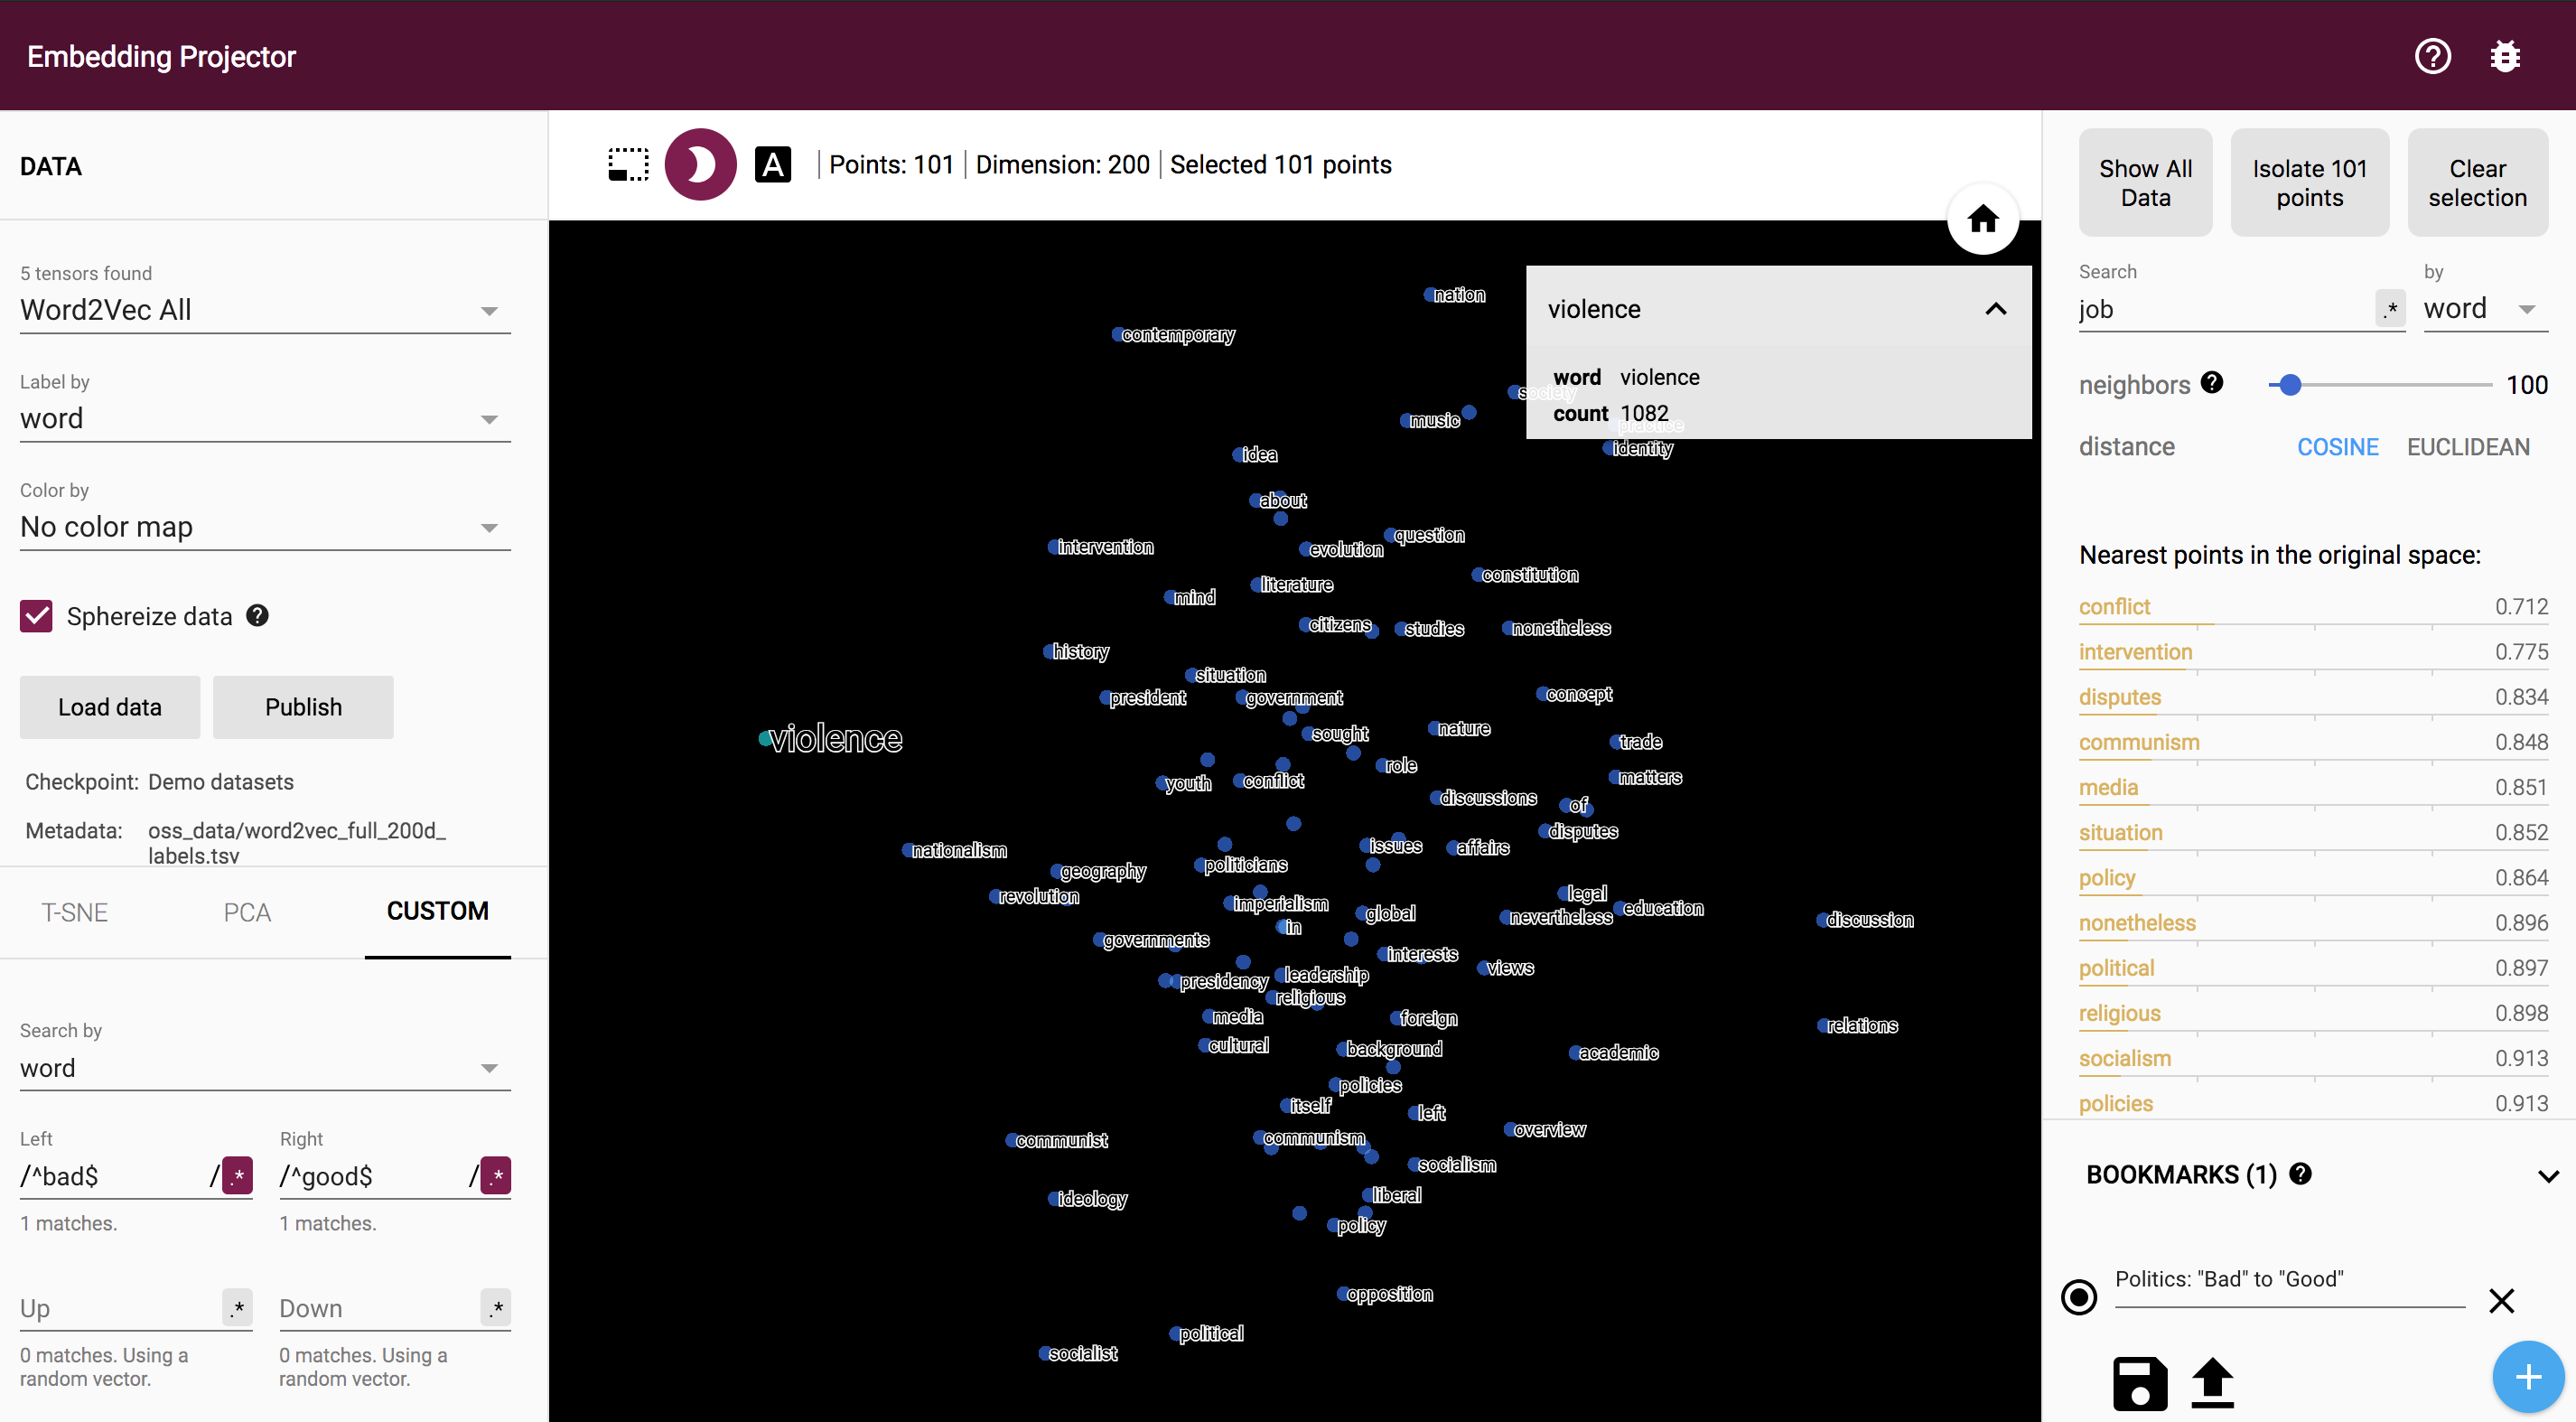 Embedding Projector
DATA
5 tensors found
Word2Vec All
Label by
word
Color by
No color map
Sphereize data
Load data
Publish
Checkpoint: Demo datasets
Metadata: oss_data/word2vec_full_200d_
labels.tsv
T-SNE
PCA
CUSTOM
Search by
word
Left
Right
/^bad$ / .*
/^good$ / .*
1 matches.
1 matches.
Up .*
Down .*
0 matches. Using a
random vector.
0 matches. Using a
random vector.
A
Points: 101
Dimension: 200
Selected 101 points
violence
word violence
count 1082
nation
contemporary
society
music
practice
identity
idea
about
question
intervention
evolution
constitution
literature
mind
citizens
studies
nonetheless
history
situation
president
government
concept
nature
sought
violence
trade
role
matters
youth
conflict
discussions
of
disputes
issues
affairs
nationalism
politicians
geography
revolution
legal
imperialism
global
education
nevertheless
discussion
in
governments
interests
views
leadership
presidency
religious
media
foreign
relations
cultural
background
academic
policies
itself
left
overview
communism
communist
socialism
liberal
ideology
policy
opposition
political
socialist
Show All
Data
Isolate 101
points
Clear
selection
Search
by
job .*
word
neighbors
100
distance
COSINE
EUCLIDEAN
Nearest points in the original space:
conflict 0.712
intervention 0.775
disputes 0.834
communism 0.848
media 0.851
situation 0.852
policy 0.864
nonetheless 0.896
political 0.897
religious 0.898
socialism 0.913
policies 0.913
BOOKMARKS (1)
Politics: "Bad" to "Good"